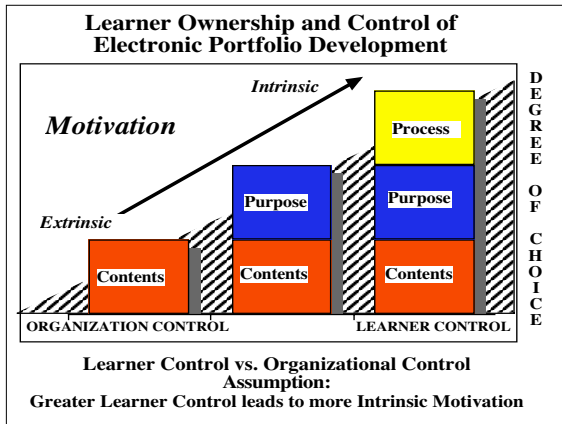 Learner Ownership and Control of
Electronic Portfolio Development
Intrinsic
Motivation
Extrinsic
Process
Purpose
Purpose
Contents
Contents
Contents
DEGREE OF CHOICE
ORGANIZATION CONTROL
LEARNER CONTROL
Learner Control vs. Organizational Control
Assumption:
Greater Learner Control leads to more Intrinsic Motivation